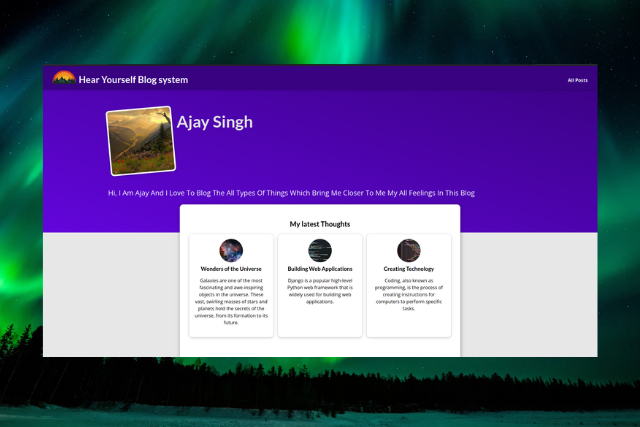 Hear Yourself Blog system
All Posts
Ajay Singh
Hi, I Am Ajay And I Love To Blog The All Types Of Things Which Bring Me Closer To Me My All Feelings In This Blog
My latest Thoughts
Wonders of the Universe
Galaxies are one of the most
fascinating and awe-inspiring
objects in the universe. These
vast, swirling masses of stars and
planets hold the secrets of the
universe, from its formation to its
future.
Building Web Applications
Django is a popular high-level
Python web framework that is
widely used for building web
applications.
Creating Technology
Coding, also known as
programming, is the process of
creating instructions for
computers to perform specific
tasks.